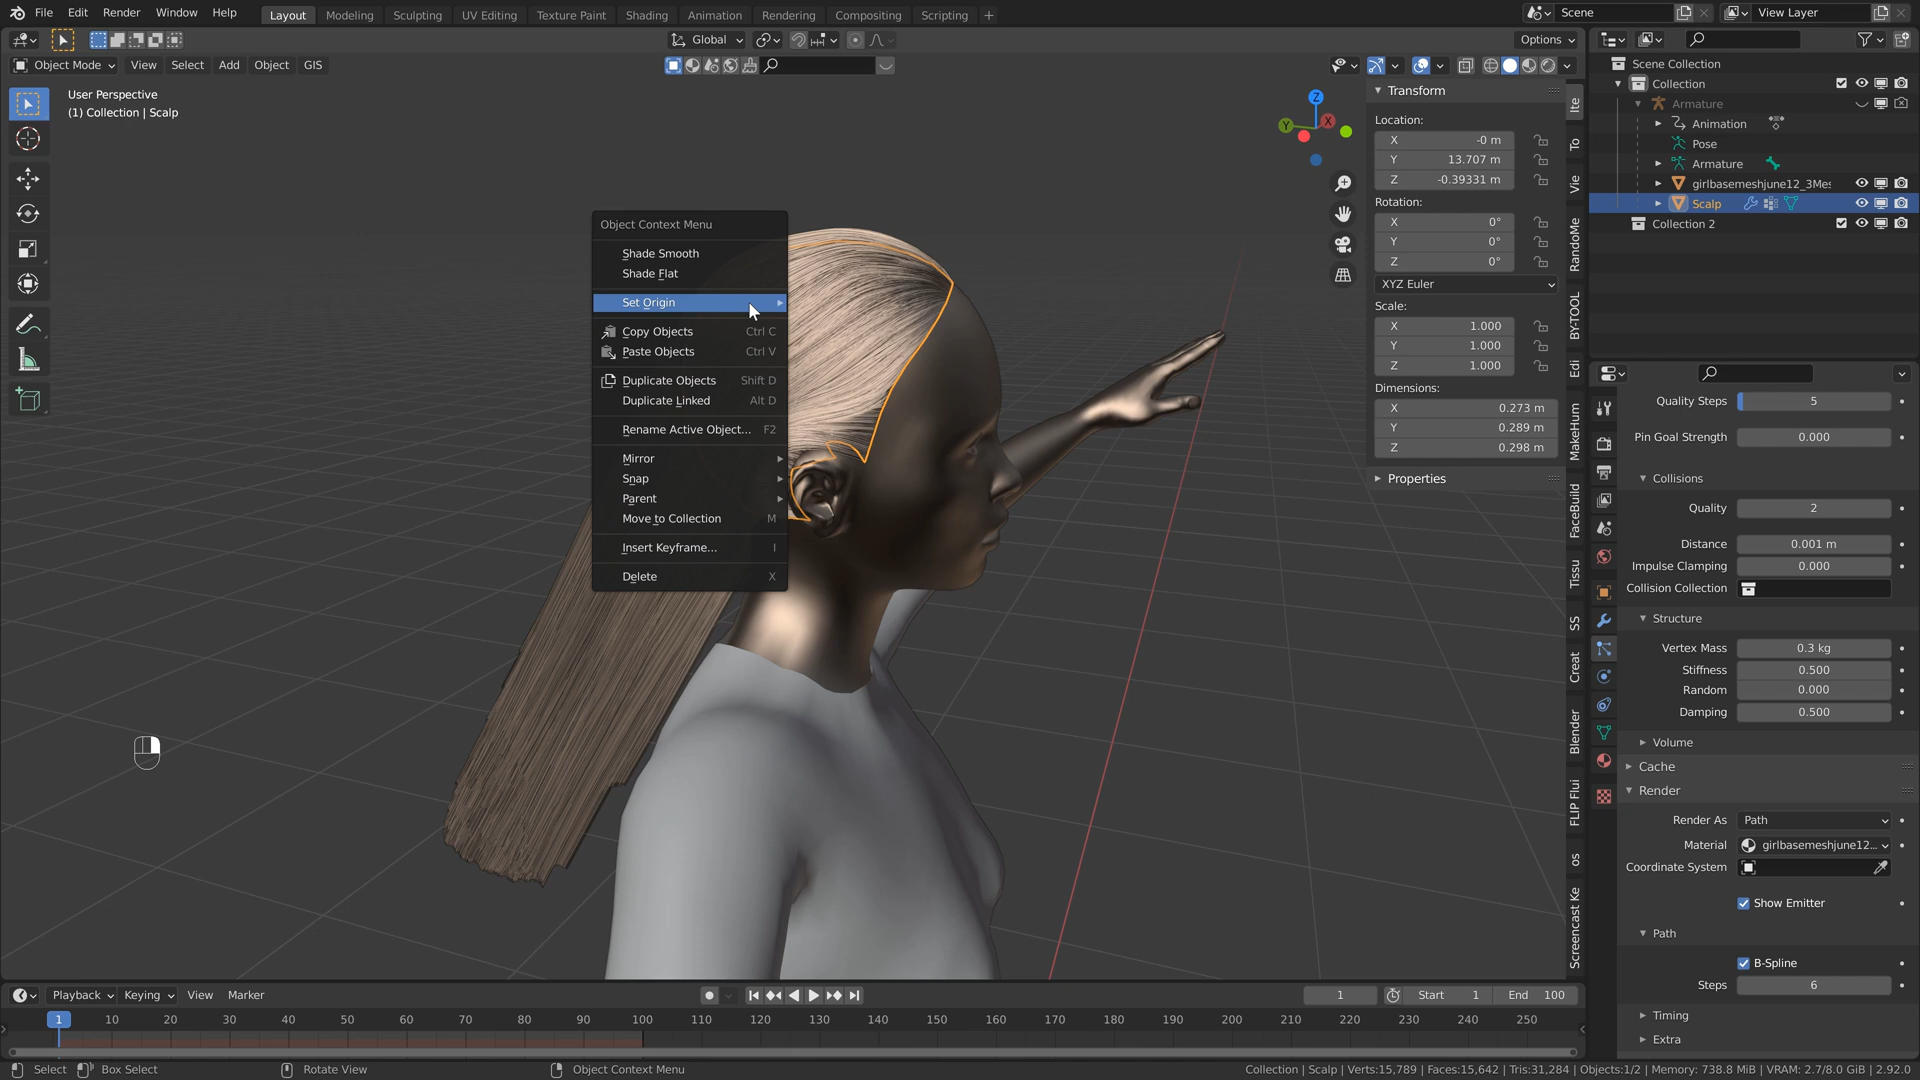 File Edit Render Window Help Layout Modeling Sculpting UV Editing Texture Paint Shading Animation Rendering Compositing Scripting + Scene View Layer
Global Options
Object Mode View Select Add Object GIS
User Perspective
(1) Collection | Scalp
Z
Y
X
Object Context Menu
Shade Smooth
Shade Flat
Set Origin
Copy Objects Ctrl C
Paste Objects Ctrl V
Duplicate Objects Shift D
Duplicate Linked Alt D
Rename Active Object... F2
Mirror
Snap
Parent
Move to Collection M
Insert Keyframe... I
Delete X
Transform
Location:
X -0 m
Y 13.707 m
Z -0.39331 m
Rotation:
X 0°
Y 0°
Z 0°
XYZ Euler
Scale:
X 1.000
Y 1.000
Z 1.000
Dimensions:
X 0.273 m
Y 0.289 m
Z 0.298 m
Properties
Ite
To
Vie
RandoMe
BY-TOOL
Edi
MakeHum
FaceBuild
Tissu
SS
Creat
Blender
FLIP Flui
os
Screencast Ke
Scene Collection
Collection
Armature
Animation
Pose
Armature
girlbasemeshjune12_3Mes
Scalp
Collection 2
Quality Steps 5
Pin Goal Strength 0.000
Collisions
Quality 2
Distance 0.001 m
Impulse Clamping 0.000
Collision Collection
Structure
Vertex Mass 0.3 kg
Stiffness 0.500
Random 0.000
Damping 0.500
Volume
Cache
Render
Render As Path
Material girlbasemeshjune12...
Coordinate System
Show Emitter
Path
B-Spline
Steps 6
Timing
Extra
Playback Keying View Marker 1 Start 1 End 100
1 10 20 30 40 50 60 70 80 90 100 110 120 130 140 150 160 170 180 190 200 210 220 230 240 250
Select Box Select Rotate View Object Context Menu Collection | Scalp | Verts:15,789 | Faces:15,642 | Tris:31,284 | Objects:1/2 | Memory: 738.8 MiB | VRAM: 2.7/8.0 GiB | 2.92.0